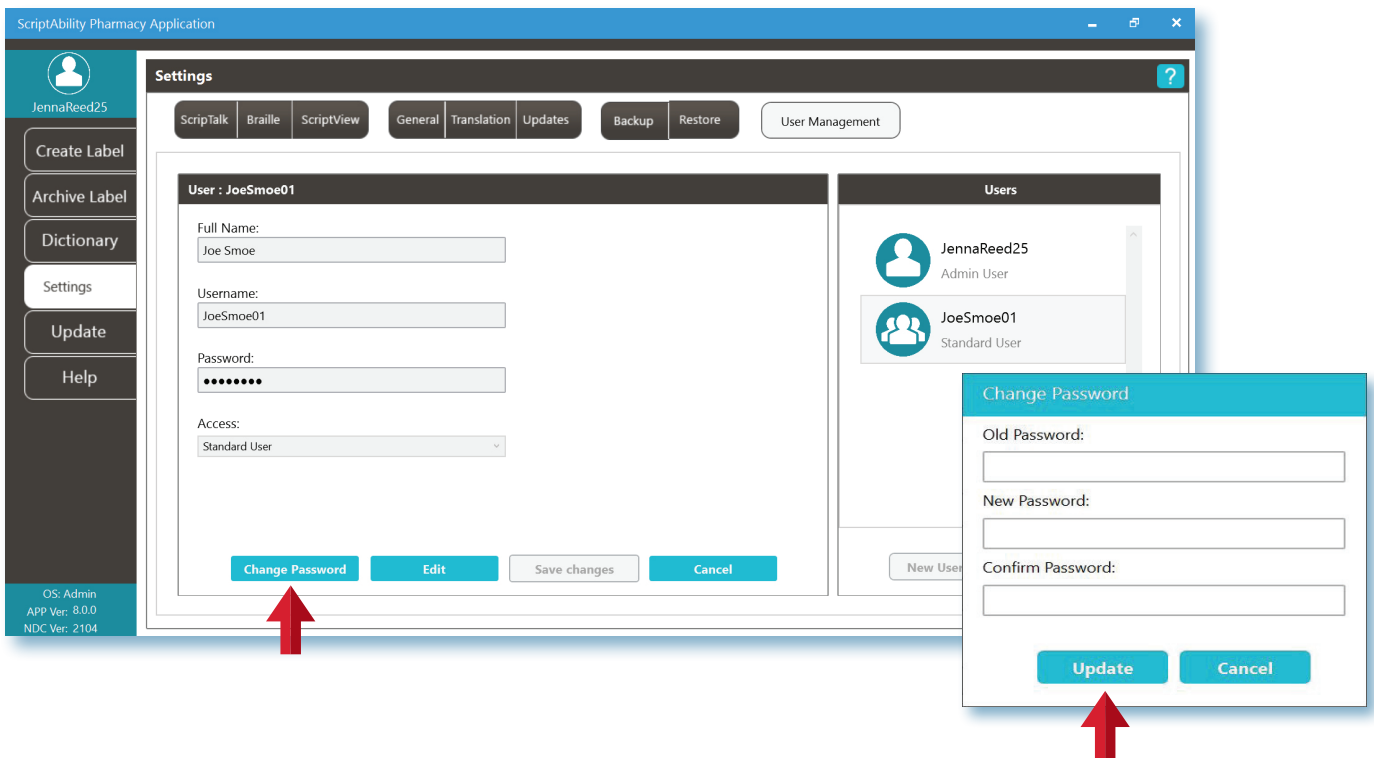 ScriptAbility Pharmacy Application
JennaReed25
Create Label
Archive Label
Dictionary
Settings
Update
Help
OS: Admin
APP Ver: 8.0.0
NDC Ver: 2104
Settings
?
ScripTalk Braille ScriptView General Translation Updates Backup Restore User Management
User : JoeSmoe01
Full Name:
Joe Smoe
Username:
JoeSmoe01
Password:
••••••••
Access:
Standard User
Change Password Edit Save changes Cancel
Users
JennaReed25
Admin User
JoeSmoe01
Standard User
New User
Change Password
Old Password:
New Password:
Confirm Password:
Update Cancel